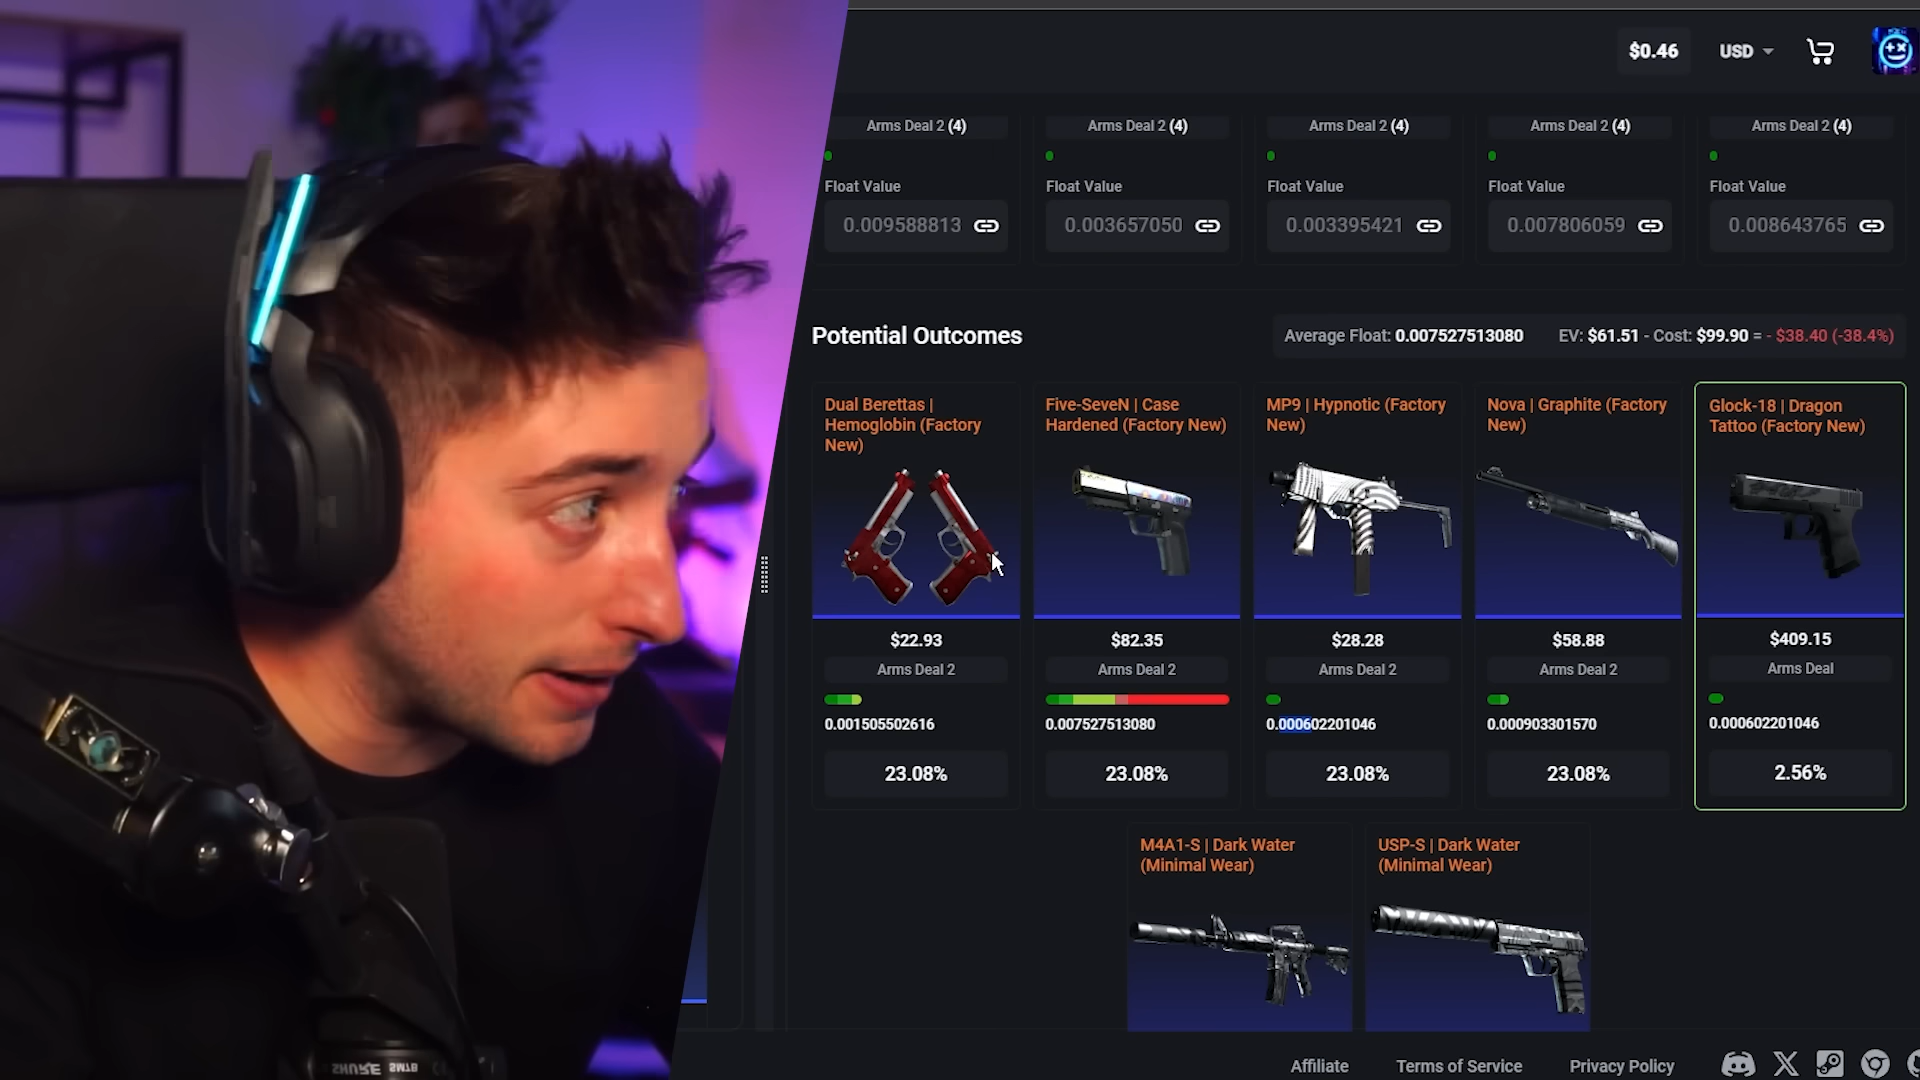 $0.46
USD
Arms Deal 2 (4)
Arms Deal 2 (4)
Arms Deal 2 (4)
Arms Deal 2 (4)
Arms Deal 2 (4)
Float Value
Float Value
Float Value
Float Value
Float Value
0.009588813
0.003657050
0.003395421
0.007806059
0.008643765
Potential Outcomes
Average Float: 0.007527513080
EV: $61.51 - Cost: $99.90 = - $38.40 (-38.4%)
Dual Berettas |
Hemoglobin (Factory
New)
Five-SeveN | Case
Hardened (Factory New)
MP9 | Hypnotic (Factory
New)
Nova | Graphite (Factory
New)
Glock-18 | Dragon
Tattoo (Factory New)
$22.93
$82.35
$28.28
$58.88
$409.15
Arms Deal 2
Arms Deal 2
Arms Deal 2
Arms Deal 2
Arms Deal
0.001505502616
0.007527513080
0.000602201046
0.000903301570
0.000602201046
23.08%
23.08%
23.08%
23.08%
2.56%
M4A1-S | Dark Water
(Minimal Wear)
USP-S | Dark Water
(Minimal Wear)
Affiliate
Terms of Service
Privacy Policy
SHURE SM7B